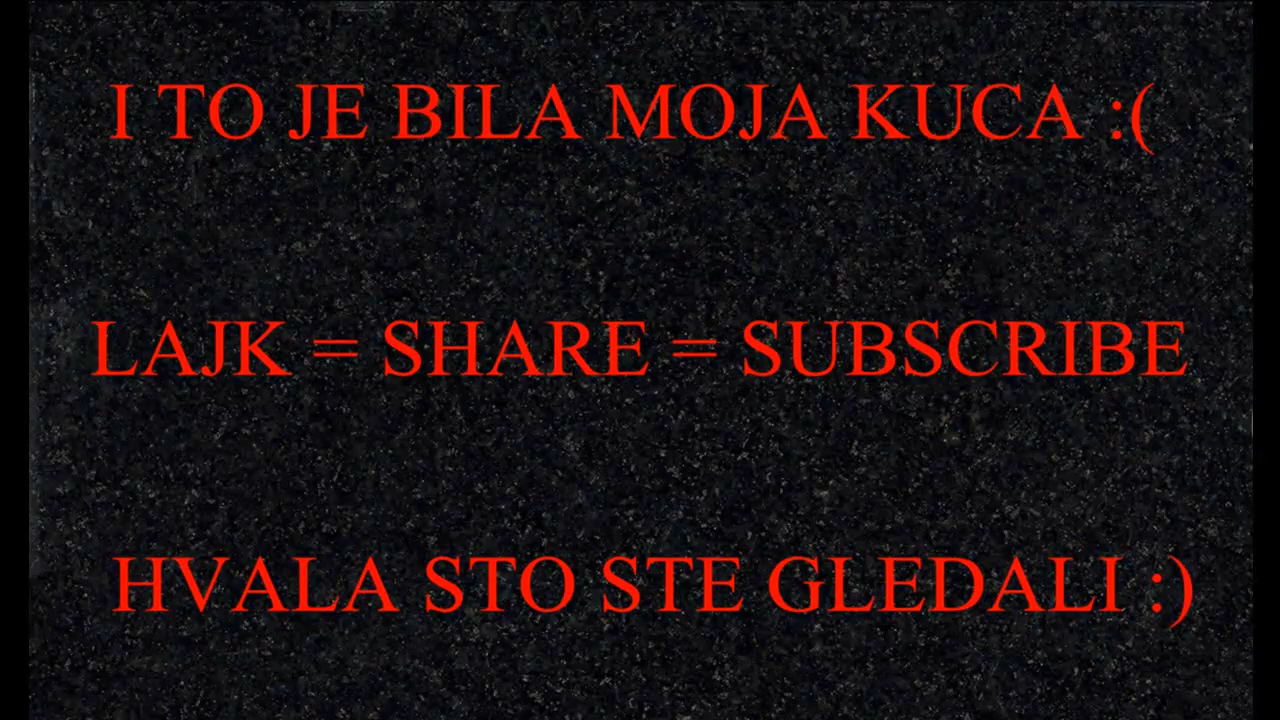 I TO JE BILA MOJA KUCA :(
LAJK = SHARE = SUBSCRIBE
HVALA STO STE GLEDALI :)